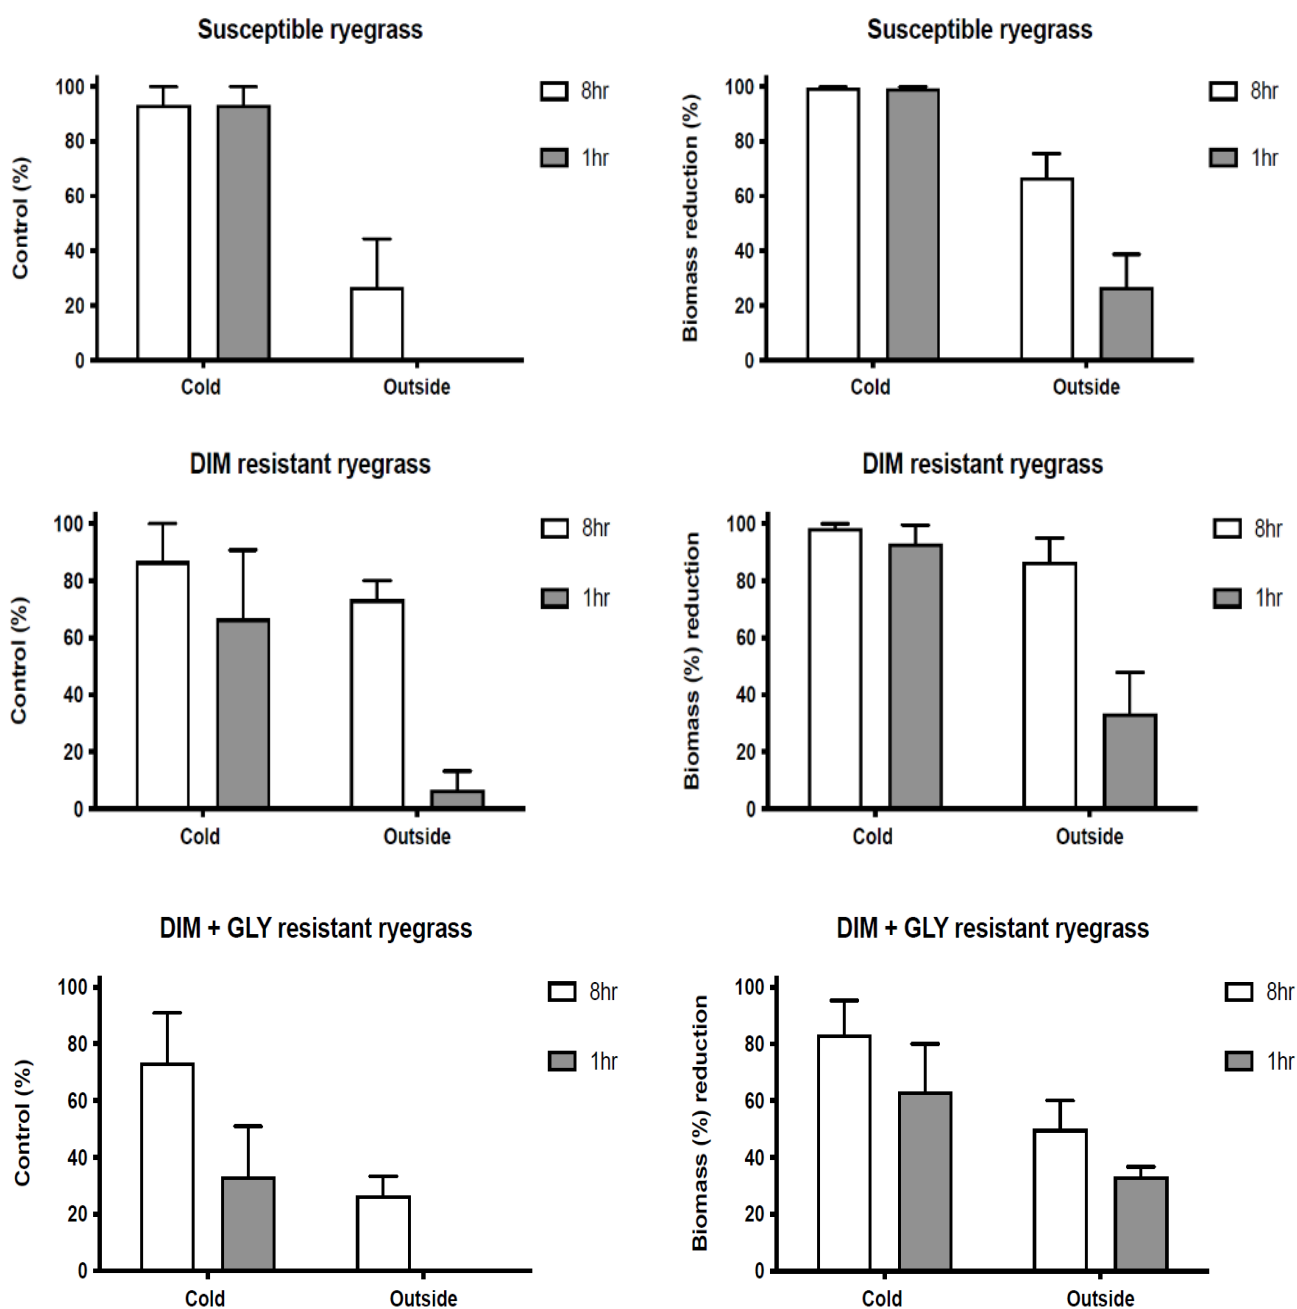 Susceptible ryegrass
Control (%)
100
80
60
40
20
0
Cold
Outside
8hr
1hr
Susceptible ryegrass
Biomass reduction (%)
100
80
60
40
20
0
Cold
Outside
8hr
1hr
DIM resistant ryegrass
Control (%)
100
80
60
40
20
0
Cold
Outside
8hr
1hr
DIM resistant ryegrass
Biomass (%) reduction
100
80
60
40
20
0
Cold
Outside
8hr
1hr
DIM + GLY resistant ryegrass
Control (%)
100
80
60
40
20
0
Cold
Outside
8hr
1hr
DIM + GLY resistant ryegrass
Biomass (%) reduction
100
80
60
40
20
0
Cold
Outside
8hr
1hr